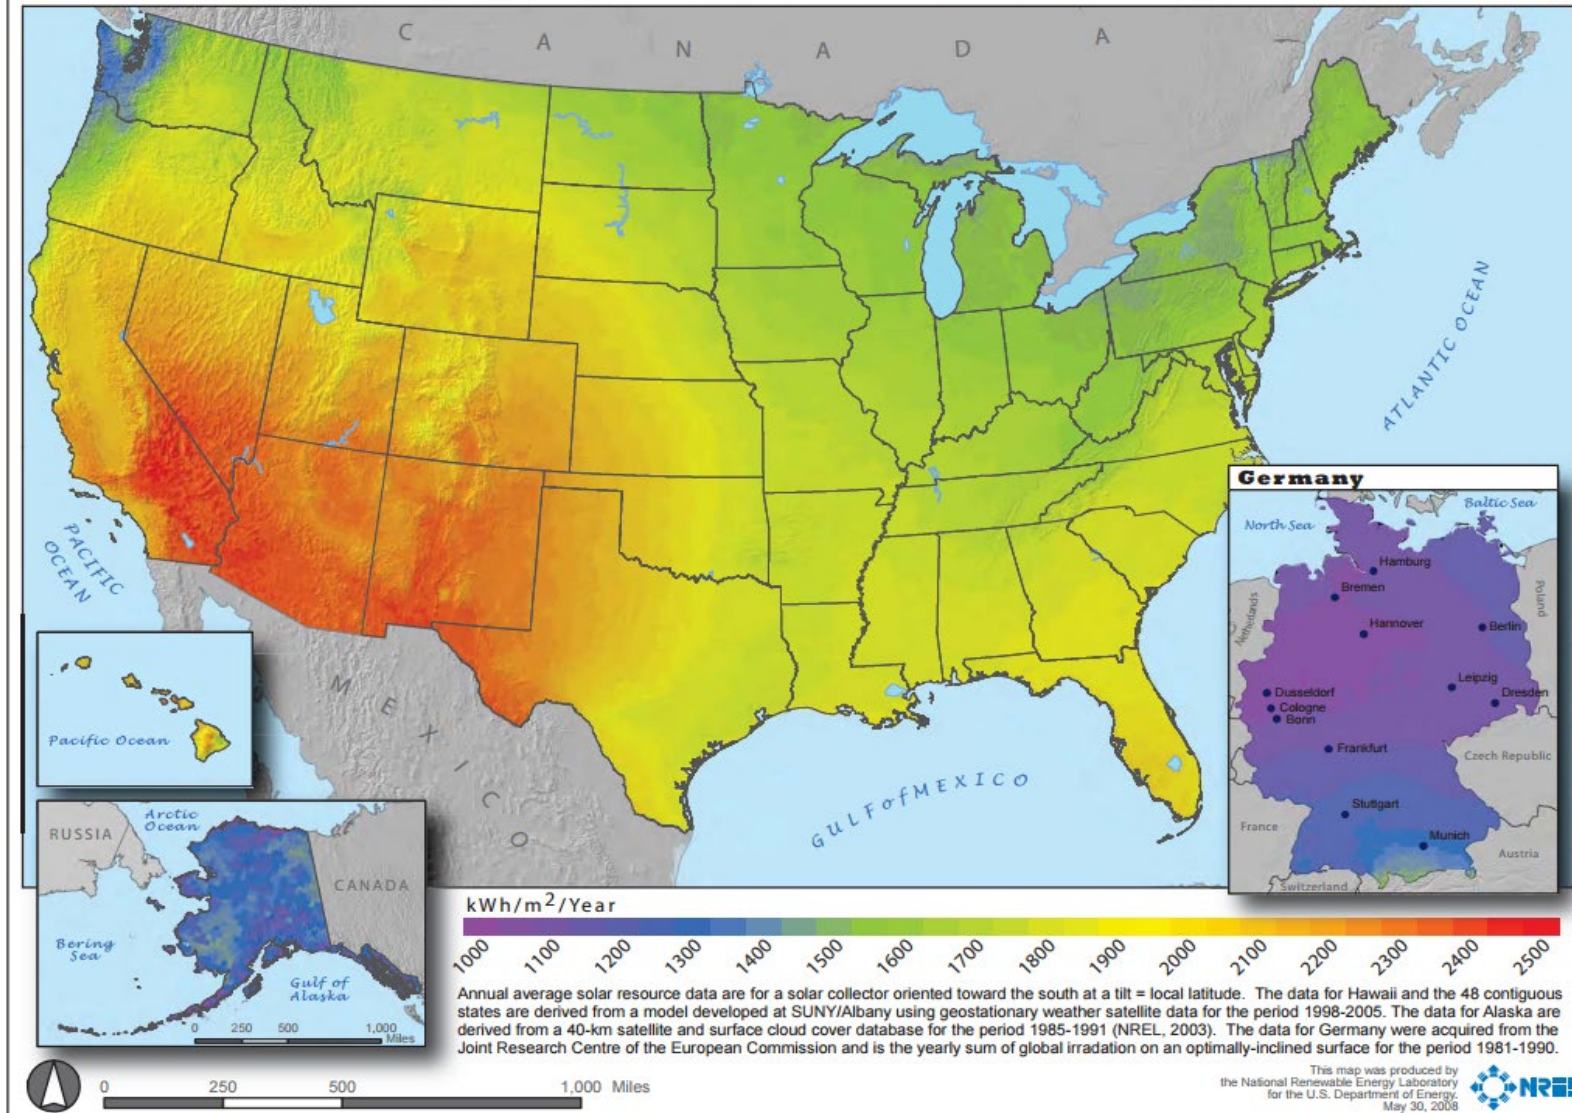 C A N A D A
ATLANTIC OCEAN
PACIFIC
OCEAN
MEXICO
GULF of MEXICO
Pacific Ocean
RUSSIA
Arctic
Ocean
CANADA
Bering
Sea
Gulf of
Alaska
0 250 500 1,000
Miles
Germany
North Sea
Baltic Sea
Hamburg
Bremen
Netherlands
Poland
Hannover
Berlin
Leipzig
Dusseldorf
Dresden
Cologne
Bonn
Frankfurt
Czech Republic
Stuttgart
France
Munich
Austria
Switzerland
kWh/m²/Year
1000 1100 1200 1300 1400 1500 1600 1700 1800 1900 2000 2100 2200 2300 2400 2500
Annual average solar resource data are for a solar collector oriented toward the south at a tilt = local latitude. The data for Hawaii and the 48 contiguous
states are derived from a model developed at SUNY/Albany using geostationary weather satellite data for the period 1998-2005. The data for Alaska are
derived from a 40-km satellite and surface cloud cover database for the period 1985-1991 (NREL, 2003). The data for Germany were acquired from the
Joint Research Centre of the European Commission and is the yearly sum of global irradation on an optimally-inclined surface for the period 1981-1990.
0 250 500 1,000 Miles
This map was produced by
the National Renewable Energy Laboratory
for the U.S. Department of Energy.
May 30, 2008
NREL